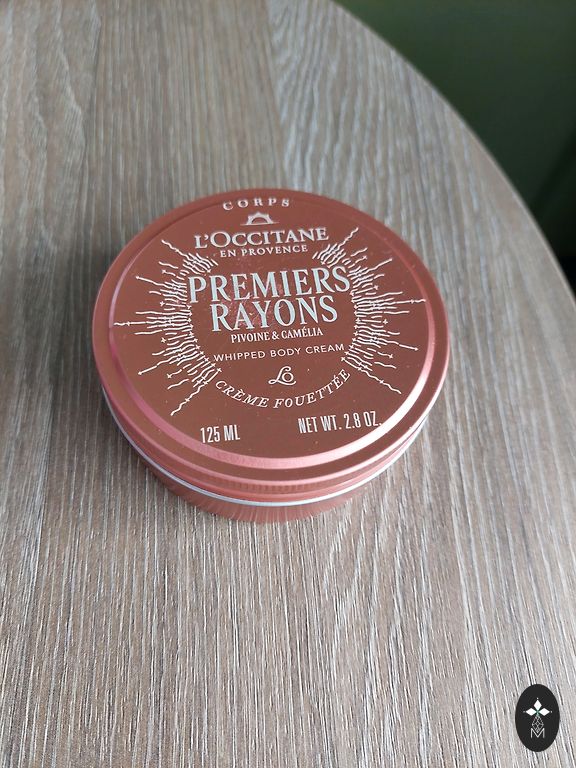 CORPS
L'OCCITANE
EN PROVENCE
PREMIERS
RAYONS
PIVOINE & CAMÉLIA
WHIPPED BODY CREAM
LO
CRÈME FOUETTÉE
125 ML
NET WT. 2.8 OZ.
M